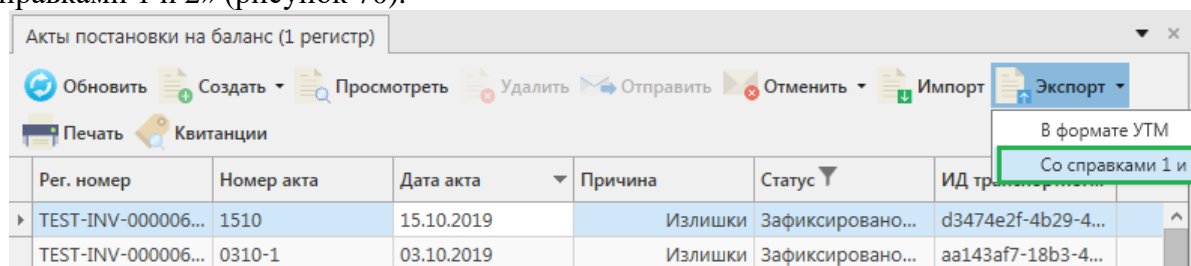 правками 1 и 2» (рисунок 70).
Акты постановки на баланс (1 регистр)
Обновить Создать Просмотреть Удалить Отправить Отменить Импорт Экспорт
Печать Квитанции
В формате УТМ
Со справками 1 и
Рег. номер Номер акта Дата акта Причина Статус ИД
TEST-INV-000006... 1510 15.10.2019 Излишки Зафиксировано... d3474e2f-4b29-4...
TEST-INV-000006... 0310-1 03.10.2019 Излишки Зафиксировано... aa143af7-18b3-4...